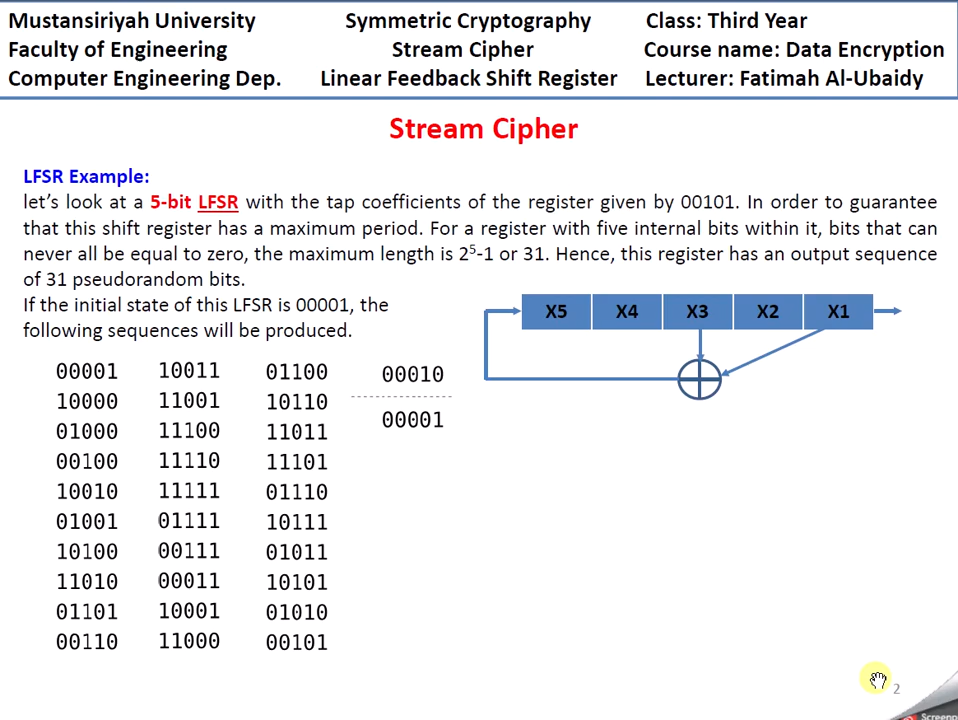 Mustansiriyah University
Faculty of Engineering
Computer Engineering Dep.
Symmetric Cryptography
Stream Cipher
Linear Feedback Shift Register
Class: Third Year
Course name: Data Encryption
Lecturer: Fatimah Al-Ubaidy
Stream Cipher
LFSR Example:
let's look at a 5-bit LFSR with the tap coefficients of the register given by 00101. In order to guarantee
that this shift register has a maximum period. For a register with five internal bits within it, bits that can
never all be equal to zero, the maximum length is 2⁵-1 or 31. Hence, this register has an output sequence
of 31 pseudorandom bits.
If the initial state of this LFSR is 00001, the
following sequences will be produced.
X5 X4 X3 X2 X1
00001
10000
01000
00100
10010
01001
10100
11010
01101
00110
10011
11001
11100
11110
11111
01111
00111
00011
10001
11000
01100
10110
11011
11101
01110
10111
01011
10101
01010
00101
00010
00001
2